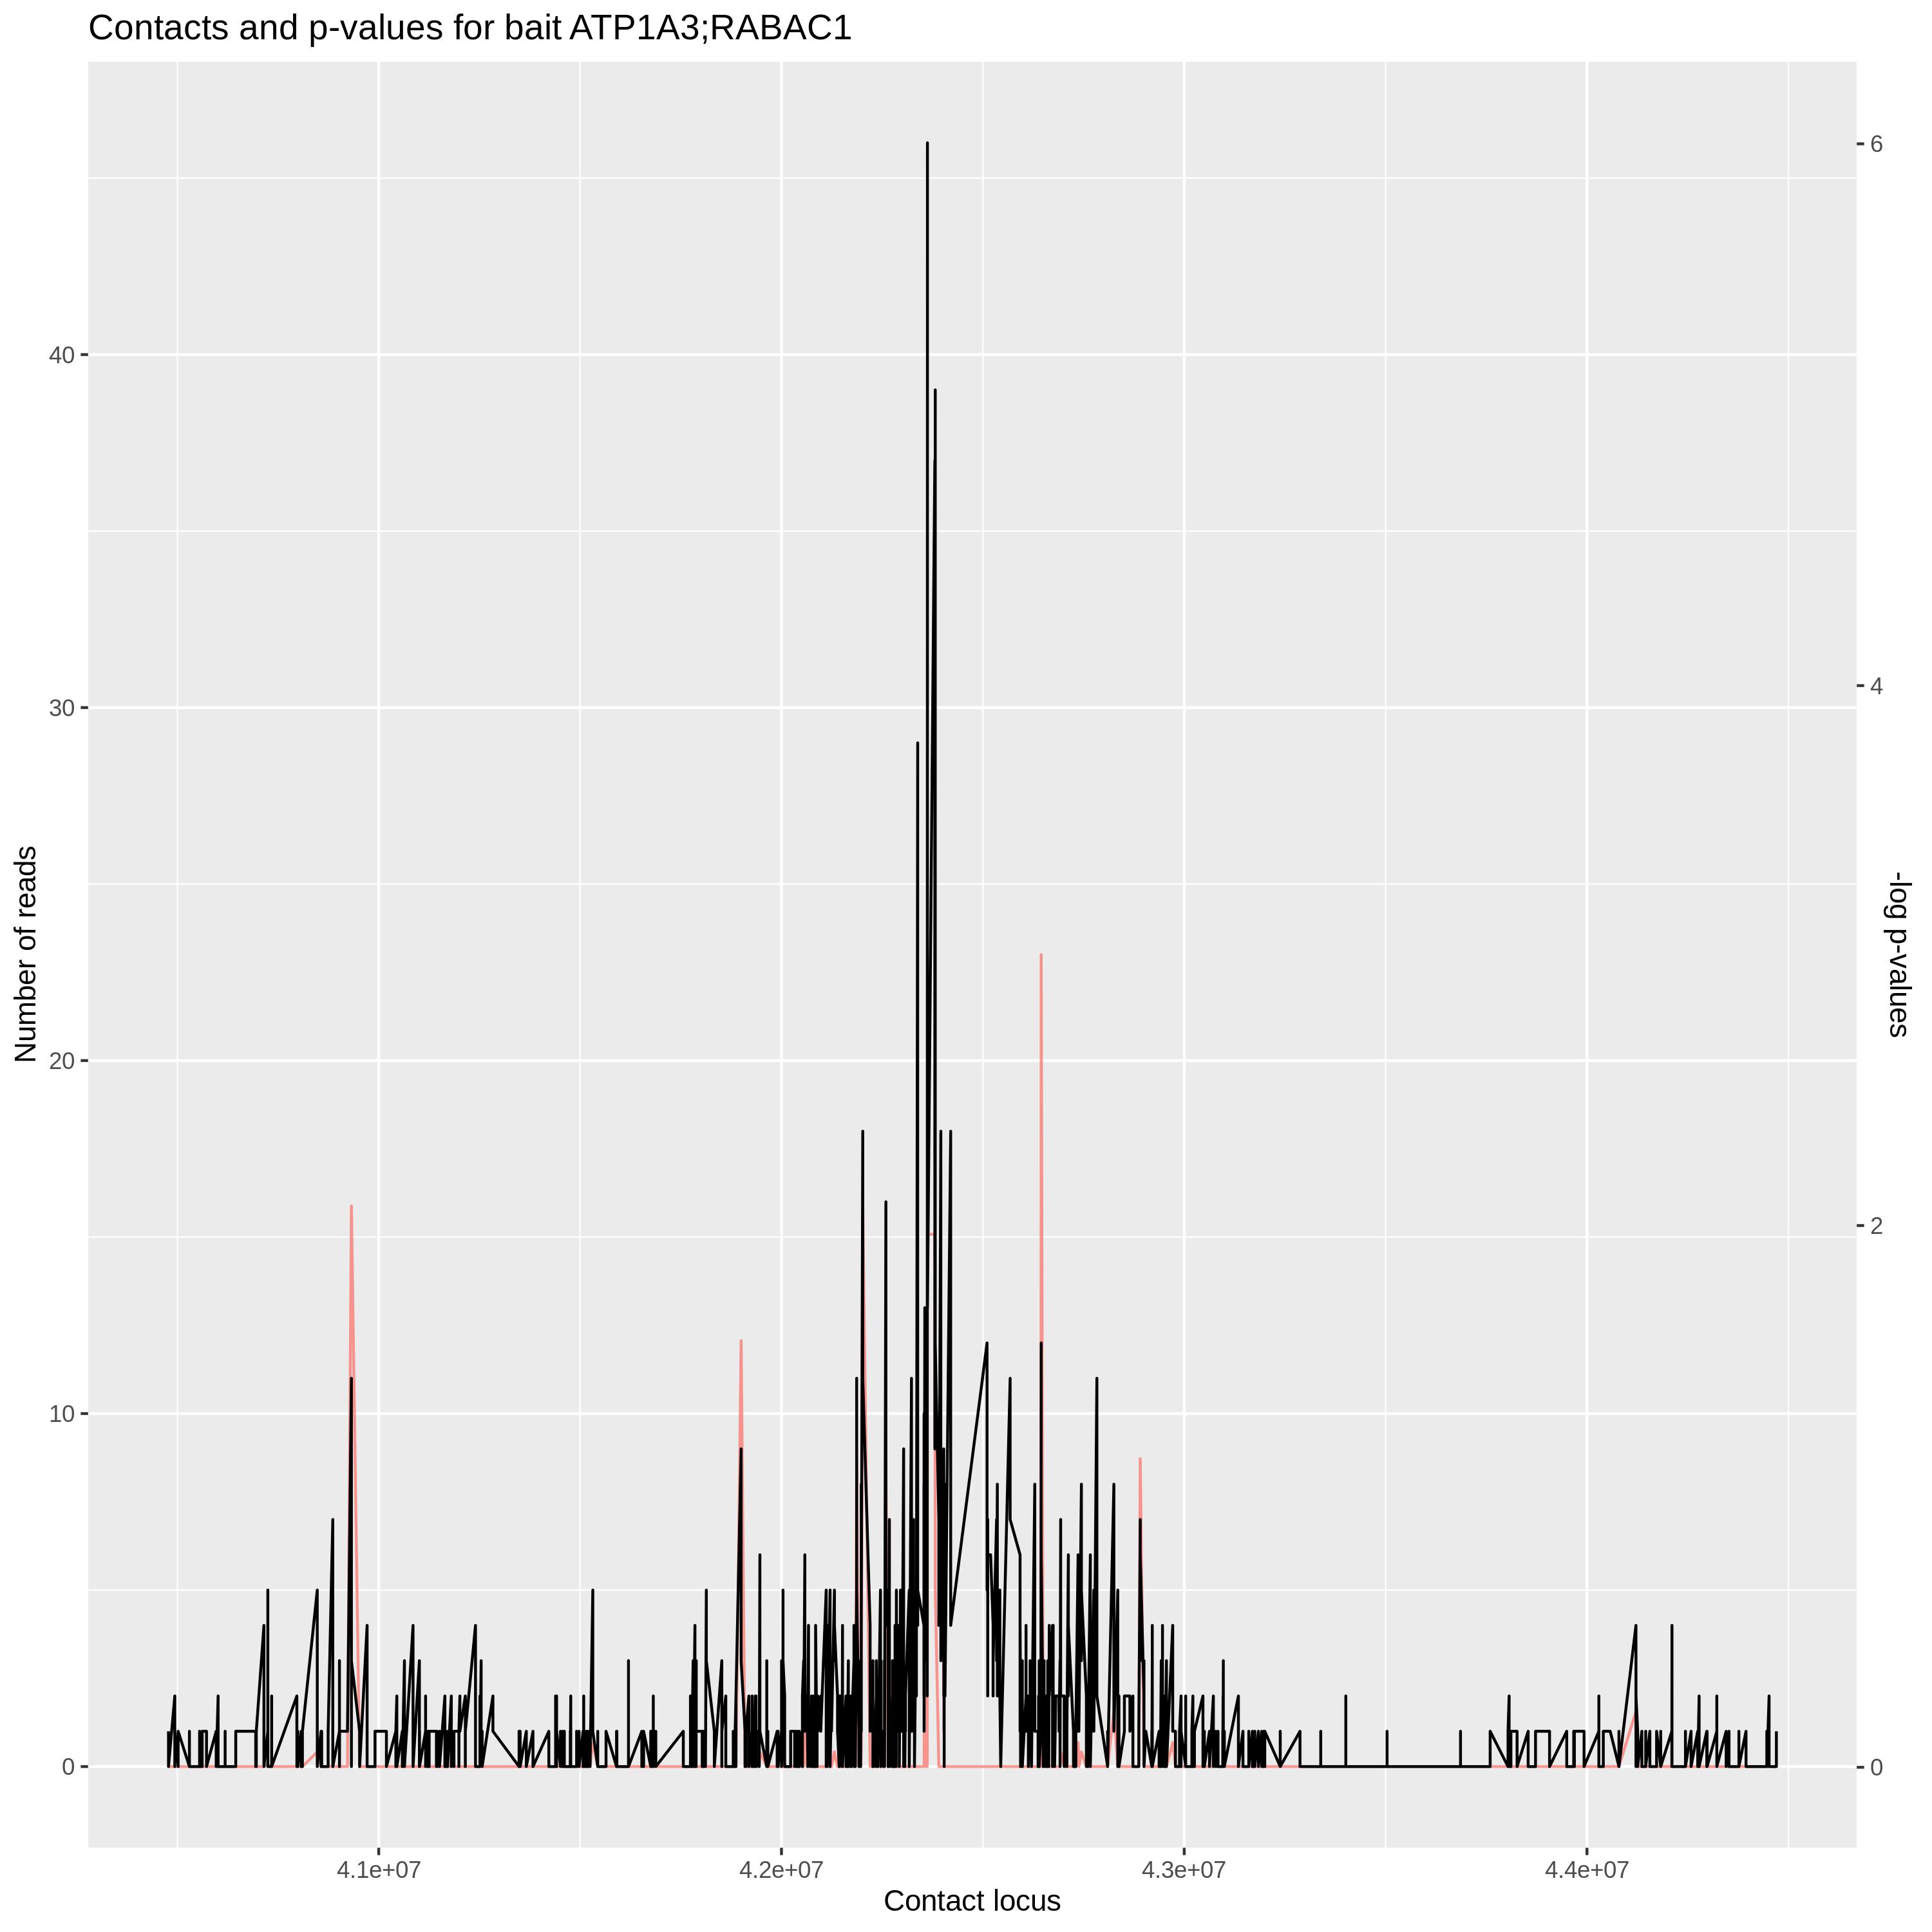 Contacts and p-values for bait ATP1A3;RABAC1
40
30
20
10
0
6
4
2
0
Number of reads
-log p-values
4.1e+07
4.2e+07
4.3e+07
4.4e+07
Contact locus